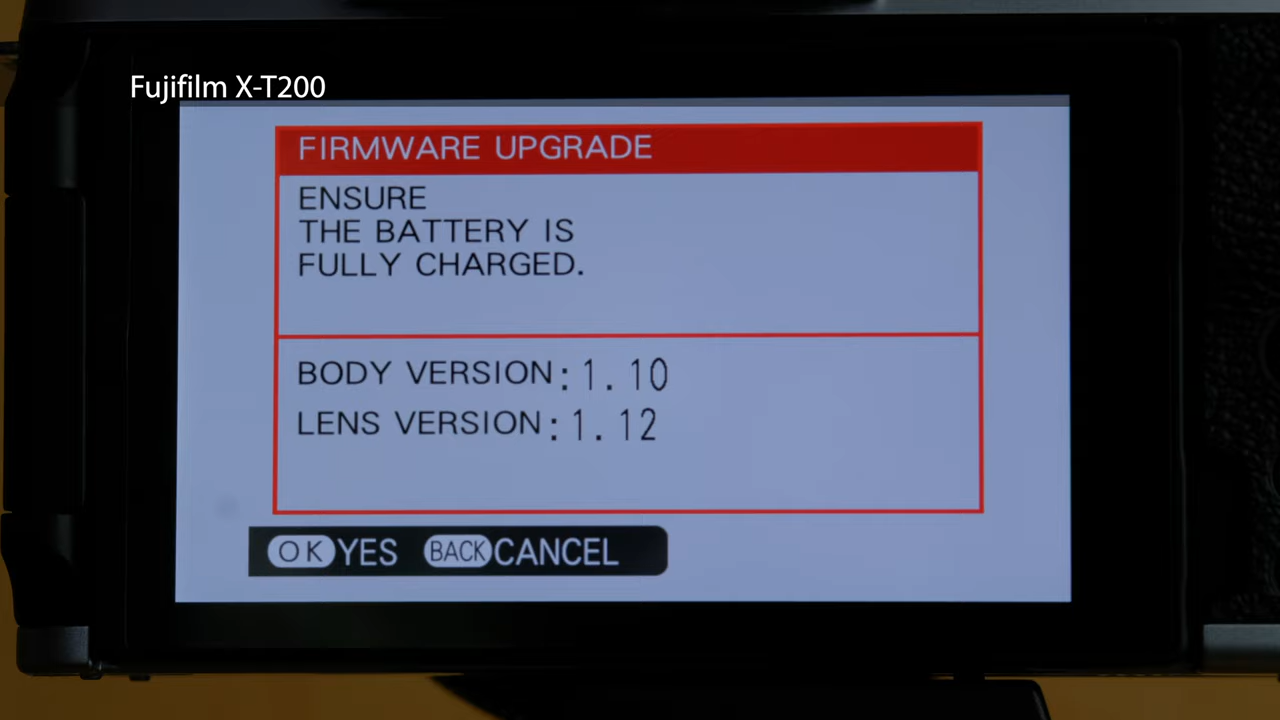 Fujifilm X-T200
FIRMWARE UPGRADE
ENSURE
THE BATTERY IS
FULLY CHARGED.
BODY VERSION: 1.10
LENS VERSION: 1.12
OK YES BACK CANCEL